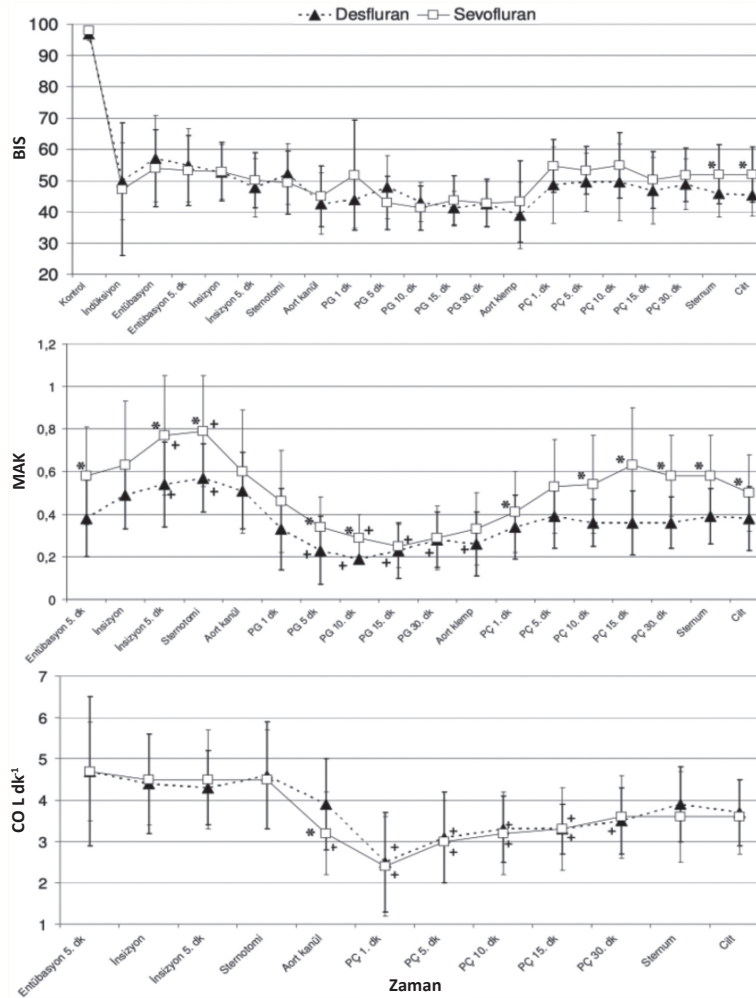 Desfluran Sevofluran
100
90
80
70
60
50
40
30
20
BIS
* *
Kontrol
İndüksiyon
Entübasyon
Entübasyon 5. dk
İnsizyon
İnsizyon 5. dk
Sternotomi
Aort kanül
PG 1 dk
PG 5 dk
PG 10. dk
PG 15. dk
PG 30. dk
Aort klemp
PÇ 1. dk
PÇ 5. dk
PÇ 10. dk
PÇ 15. dk
PÇ 30. dk
Sternum
Cilt
1,2
1
0,8
0,6
0,4
0,2
0
MAK
* * * * * * * * * * *
+ + + + + + + + + + +
Entübasyon 5. dk
İnsizyon
İnsizyon 5. dk
Sternotomi
Aort kanül
PG 1 dk
PG 5 dk
PG 10. dk
PG 15. dk
PG 30. dk
Aort klemp
PÇ 1. dk
PÇ 5. dk
PÇ 10. dk
PÇ 15. dk
PÇ 30. dk
Sternum
Cilt
7
6
5
4
3
2
1
CO L dk-1
*
+ + + + + + + + + +
Entübasyon 5. dk
İnsizyon
İnsizyon 5. dk
Sternotomi
Aort kanül
PÇ 1. dk
PÇ 5. dk
PÇ 10. dk
PÇ 15. dk
PÇ 30. dk
Sternum
Cilt
Zaman